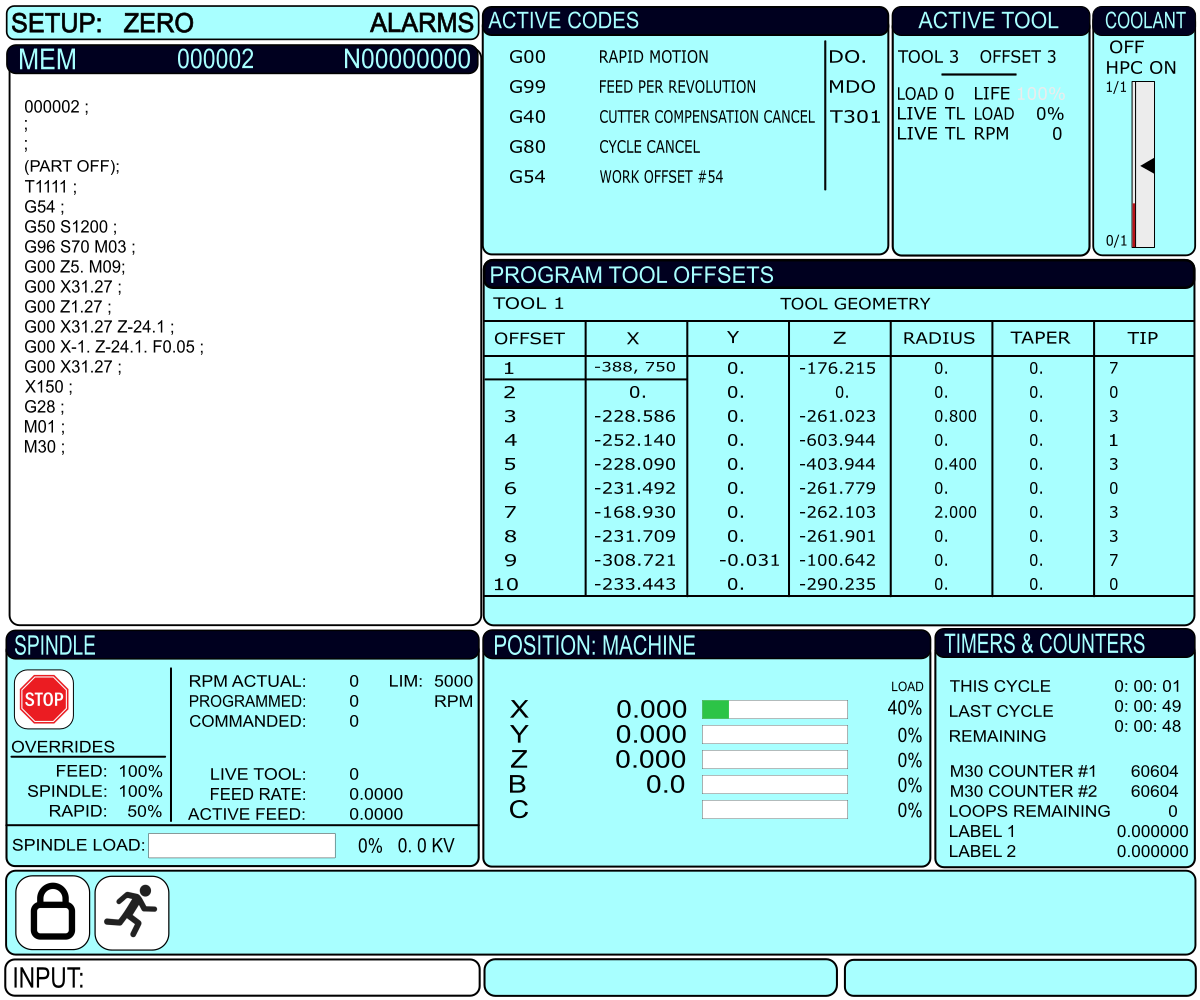 SETUP: ZERO ALARMS
MEM 000002 N00000000
000002 ;
;
;
(PART OFF);
T1111 ;
G54 ;
G50 S1200 ;
G96 S70 M03 ;
G00 Z5. M09;
G00 X31.27 ;
G00 Z1.27 ;
G00 X31.27 Z-24.1 ;
G00 X-1. Z-24.1. F0.05 ;
G00 X31.27 ;
X150 ;
G28 ;
M01 ;
M30 ;
ACTIVE CODES
G00 RAPID MOTION DO.
G99 FEED PER REVOLUTION MDO
G40 CUTTER COMPENSATION CANCEL T301
G80 CYCLE CANCEL
G54 WORK OFFSET #54
ACTIVE TOOL
TOOL 3 OFFSET 3
LOAD 0 LIFE 100%
LIVE TL LOAD 0%
LIVE TL RPM 0
COOLANT
OFF
HPC ON
1/1
0/1
PROGRAM TOOL OFFSETS
TOOL 1 TOOL GEOMETRY
OFFSET X Y Z RADIUS TAPER TIP
1 -388, 750 0. -176.215 0. 0. 7
2 0. 0. 0. 0. 0. 0
3 -228.586 0. -261.023 0.800 0. 3
4 -252.140 0. -603.944 0. 0. 1
5 -228.090 0. -403.944 0.400 0. 3
6 -231.492 0. -261.779 0. 0. 0
7 -168.930 0. -262.103 2.000 0. 3
8 -231.709 0. -261.901 0. 0. 3
9 -308.721 -0.031 -100.642 0. 0. 7
10 -233.443 0. -290.235 0. 0. 0
SPINDLE
STOP
OVERRIDES
FEED: 100%
SPINDLE: 100%
RAPID: 50%
RPM ACTUAL: 0 LIM: 5000
PROGRAMMED: 0 RPM
COMMANDED: 0
LIVE TOOL: 0
FEED RATE: 0.0000
ACTIVE FEED: 0.0000
SPINDLE LOAD: 0% 0. 0 KV
POSITION: MACHINE
LOAD
X 0.000 40%
Y 0.000 0%
Z 0.000 0%
B 0.0 0%
C 0%
TIMERS & COUNTERS
THIS CYCLE 0: 00: 01
LAST CYCLE 0: 00: 49
REMAINING 0: 00: 48
M30 COUNTER #1 60604
M30 COUNTER #2 60604
LOOPS REMAINING 0
LABEL 1 0.000000
LABEL 2 0.000000
INPUT: